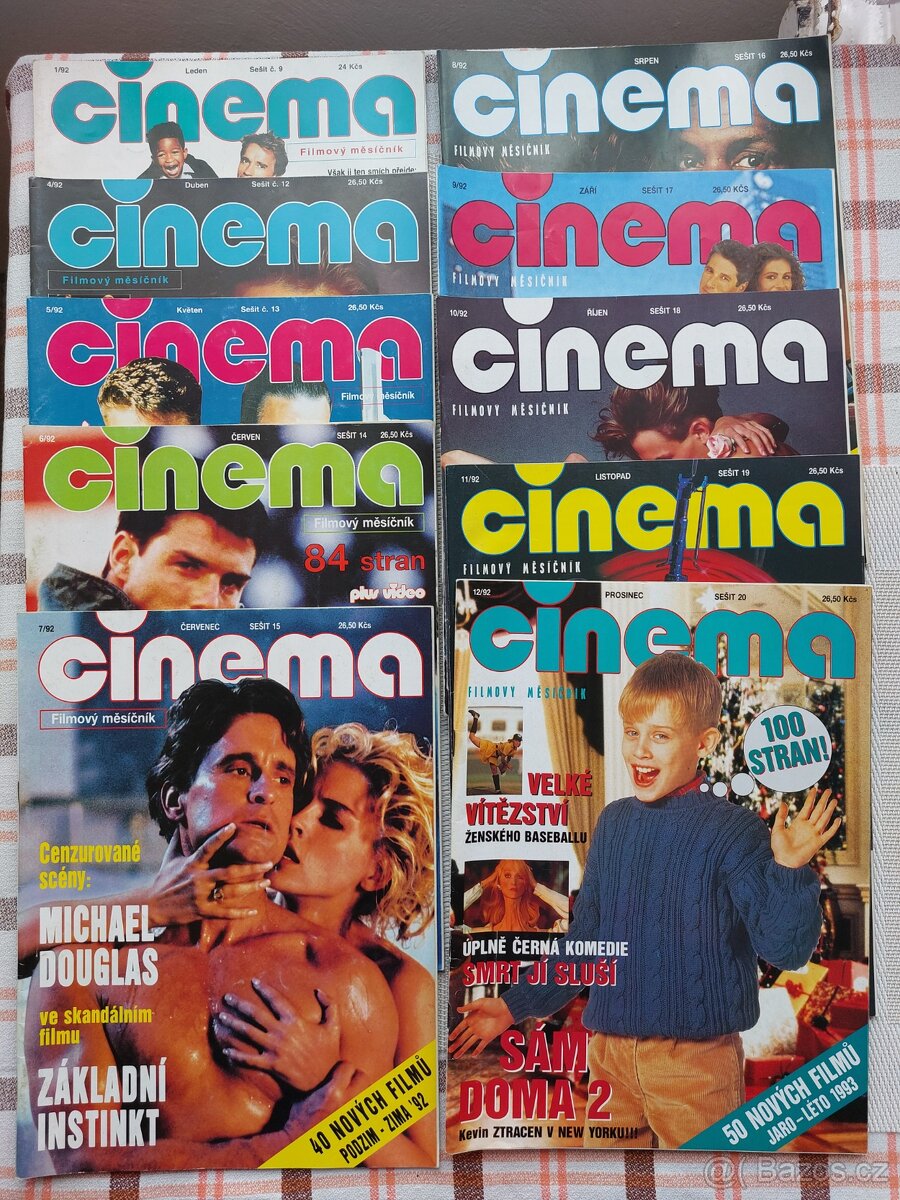 1/92 Leden Sešit č. 9 24 Kčs
cinema
Filmový měsíčník
Však ji ten smích přejde:
4/92 Duben Sešit č. 12 26,50 Kčs
cinema
Filmový měsíčník
5/92 Květen Sešit č. 13 26,50 Kčs
cinema
Filmový měsíčník
6/92 ČERVEN SEŠIT 14 26,50 Kčs
cinema
Filmový měsíčník
84 stran
plus video
7/92 ČERVENEC SEŠIT 15 26,50 Kčs
cinema
Filmový měsíčník
Cenzurované
scény:
MICHAEL
DOUGLAS
ve skandálním
filmu
ZÁKLADNÍ
INSTINKT
40 NOVÝCH FILMŮ
PODZIM - ZIMA '92
8/92 SRPEN SEŠIT 16 26,50 Kčs
cinema
FILMOVÝ MĚSÍČNÍK
9/92 ZÁŘÍ SEŠIT 17 26,50 KčS
cinema
FILMOVÝ MĚSÍČNÍK
10/92 ŘÍJEN SEŠIT 18 26,50 Kčs
cinema
FILMOVÝ MĚSÍČNÍK
11/92 LISTOPAD SEŠIT 19 26,50 Kčs
cinema
FILMOVÝ MĚSÍČNÍK
12/92 PROSINEC SEŠIT 20 26,50 Kčs
cinema
FILMOVÝ MĚSÍČNÍK
100
STRAN!
VELKÉ
VÍTĚZSTVÍ
ŽENSKÉHO BASEBALLU
ÚPLNĚ ČERNÁ KOMEDIE
SMRT JÍ SLUŠÍ
SÁM
DOMA 2
Kevin ZTRACEN V NEW YORKU!!!
50 NOVÝCH FILMŮ
JARO - LÉTO 1993
Bazos.cz